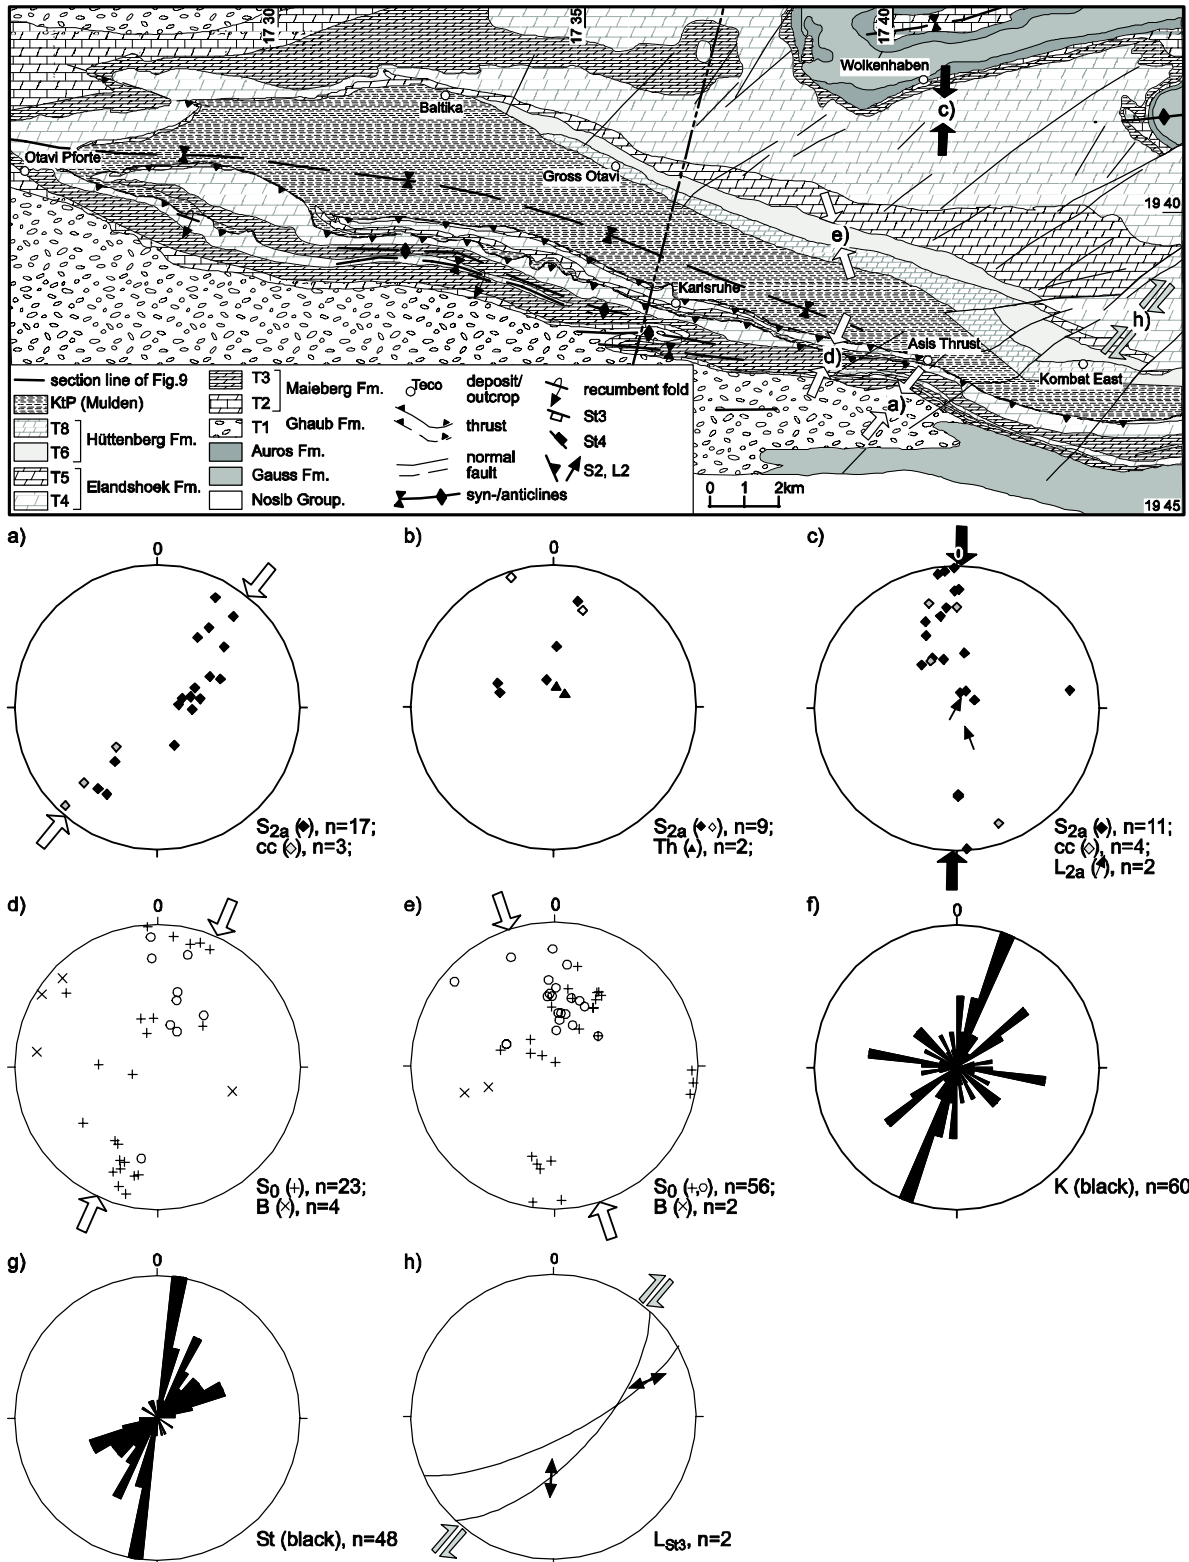 17 30
17 35
17 40
Wolkenhaben
c)
Baltika
Otavi Pforte
Gross Otavi
19 40
e)
Karlsruhe
h)
d)
Asis Thrust
Kombat East
a)
section line of Fig.9
KtP (Mulden)
T8
T6
Hüttenberg Fm.
T5
T4
Elandshoek Fm.
T3
T2
Maieberg Fm.
T1
Ghaub Fm.
Auros Fm.
Gauss Fm.
Nosib Group.
Teco
deposit/
outcrop
thrust
normal
fault
syn-/anticlines
recumbent fold
St3
St4
S2, L2
0 1 2km
19 45
a)
0
S2a (◆), n=17;
cc (◇), n=3;
b)
0
S2a (◆ ◇), n=9;
Th (▲), n=2;
c)
0
S2a (◆), n=11;
cc (◇), n=4;
L2a (↗), n=2
d)
0
S0 (+), n=23;
B (×), n=4
e)
0
S0 (+,○), n=56;
B (×), n=2
f)
0
K (black), n=60
g)
0
St (black), n=48
h)
0
LSt3, n=2